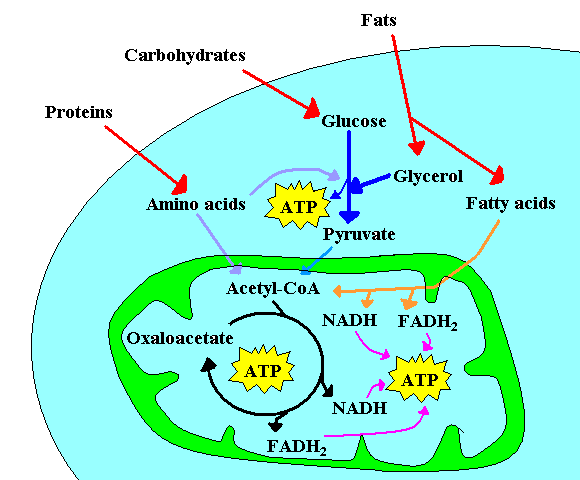 Fats
Carbohydrates
Proteins
Glucose
Glycerol
Amino acids
ATP
Fatty acids
Pyruvate
Acetyl-CoA
NADH
FADH₂
Oxaloacetate
ATP
ATP
NADH
FADH₂